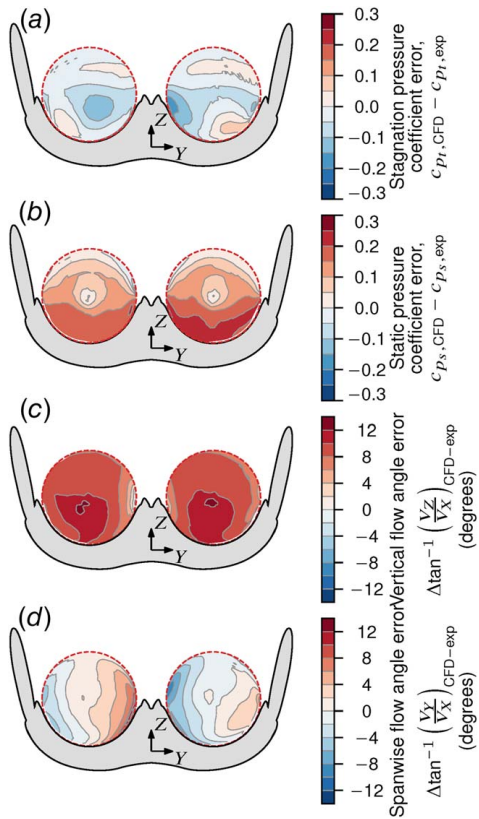 (a)
Z
Y
0.3
0.2
0.1
0.0
−0.1
−0.2
−0.3
Stagnation pressure
coefficient error,
c_{p_t,CFD} − c_{p_t,exp}
(b)
Z
Y
0.3
0.2
0.1
0.0
−0.1
−0.2
−0.3
Static pressure
coefficient error,
c_{p_s,CFD} − c_{p_s,exp}
(c)
Z
Y
12
8
4
0
−4
−8
−12
Vertical flow angle error
Δtan⁻¹ (V_Z/V_X)_{CFD−exp}
(degrees)
(d)
Z
Y
12
8
4
0
−4
−8
−12
Spanwise flow angle error
Δtan⁻¹ (V_Y/V_X)_{CFD−exp}
(degrees)